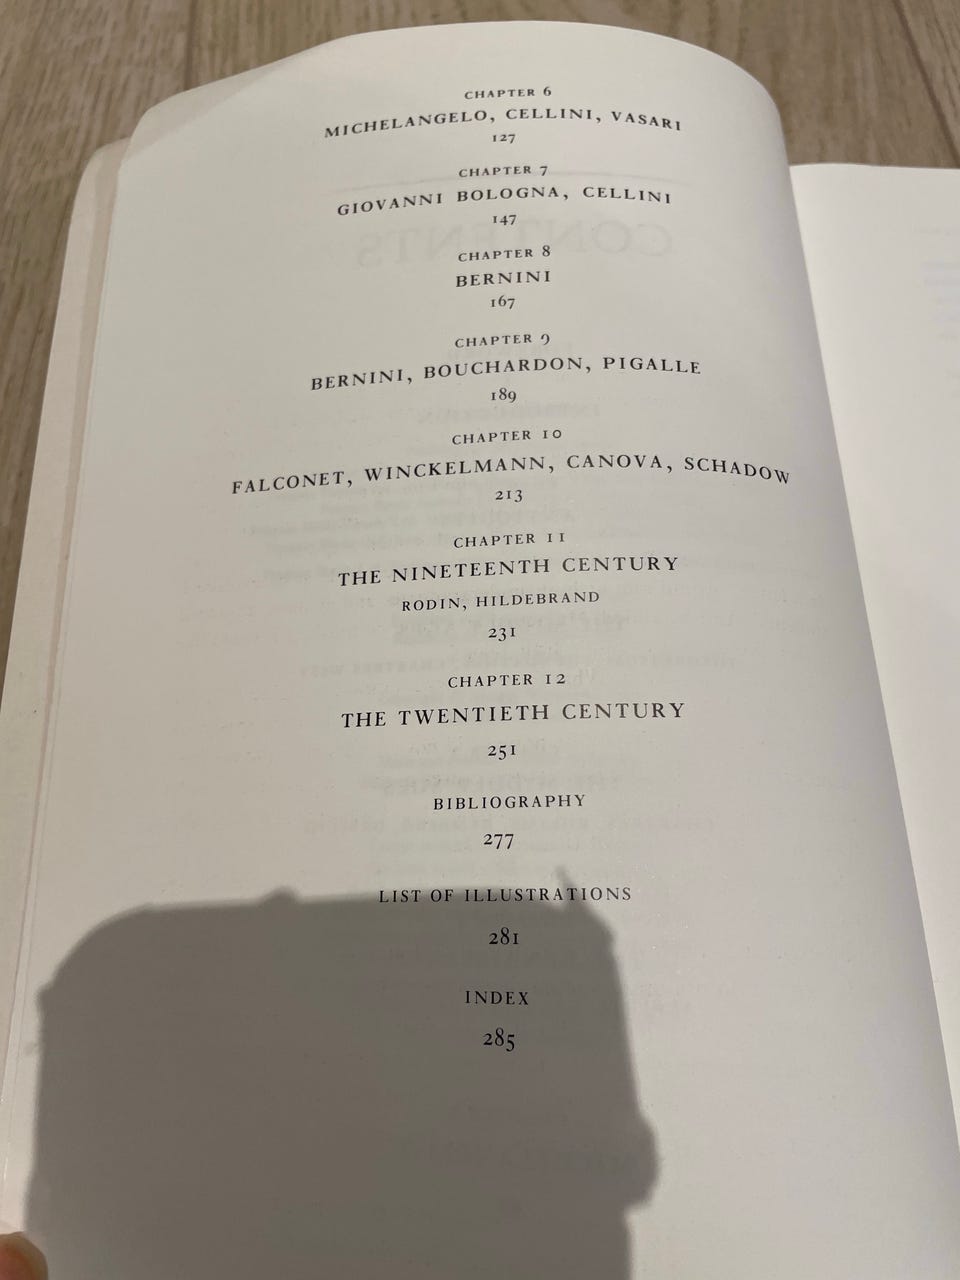 CHAPTER 6
MICHELANGELO, CELLINI, VASARI
127
CHAPTER 7
GIOVANNI BOLOGNA, CELLINI
147
CHAPTER 8
BERNINI
167
CHAPTER 9
BERNINI, BOUCHARDON, PIGALLE
189
CHAPTER 10
FALCONET, WINCKELMANN, CANOVA, SCHADOW
213
CHAPTER 11
THE NINETEENTH CENTURY
RODIN, HILDEBRAND
231
CHAPTER 12
THE TWENTIETH CENTURY
251
BIBLIOGRAPHY
277
LIST OF ILLUSTRATIONS
281
INDEX
285